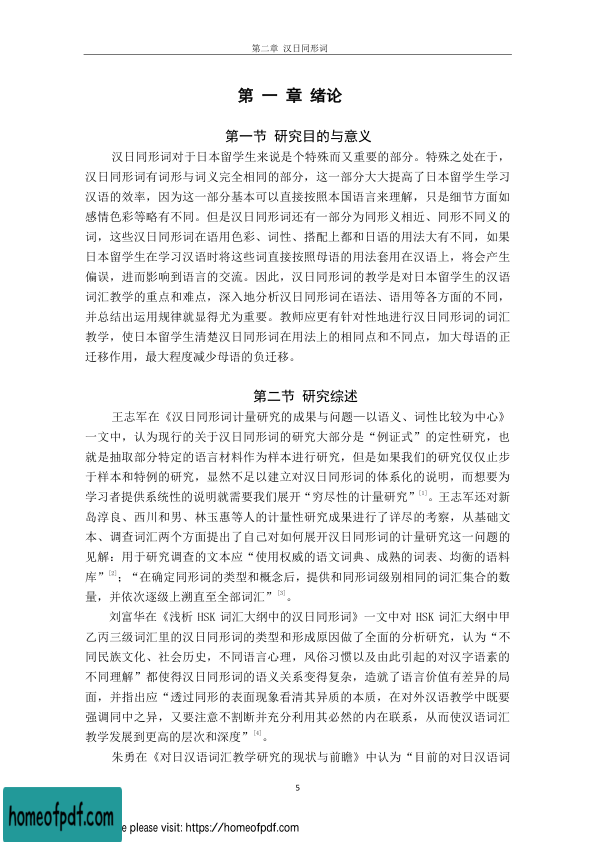 第二章 汉日同形词
第 一 章 绪论
第一节 研究目的与意义
汉日同形词对于日本留学生来说是个特殊而又重要的部分。特殊之处在于，
汉日同形词有词形与词义完全相同的部分，这一部分大大提高了日本留学生学习
汉语的效率，因为这一部分基本可以直接按照本国语言来理解，只是细节方面如
感情色彩等略有不同。但是汉日同形词还有一部分为同形义相近、同形不同义的
词，这些汉日同形词在语用色彩、词性、搭配上都和日语的用法大有不同，如果
日本留学生在学习汉语时将这些词直接按照母语的用法套用在汉语上，将会产生
偏误，进而影响到语言的交流。因此，汉日同形词的教学是对日本留学生的汉语
词汇教学的重点和难点，深入地分析汉日同形词在语法、语用等各方面的不同，
并总结出运用规律就显得尤为重要。教师应更有针对性地进行汉日同形词的词汇
教学，使日本留学生清楚汉日同形词在用法上的相同点和不同点，加大母语的正
迁移作用，最大程度减少母语的负迁移。
第二节 研究综述
王志军在《汉日同形词计量研究的成果与问题—以语义、词性比较为中心》
一文中，认为现行的关于汉日同形词的研究大部分是“例证式”的定性研究，也
就是抽取部分特定的语言材料作为样本进行研究，但是如果我们的研究仅仅止步
于样本和特例的研究，显然不足以建立对汉日同形词的体系化的说明，而想要为
学习者提供系统性的说明就需要我们展开“穷尽性的计量研究”[1]。王志军还对新
岛淳良、西川和男、林玉惠等人的计量性研究成果进行了详尽的考察，从基础文
本、调查词汇两个方面提出了自己对如何展开汉日同形词的计量研究这一问题的
见解：用于研究调查的文本应“使用权威的语文词典、成熟的词表、均衡的语料
库”[2]；“在确定同形词的类型和概念后，提供和同形词级别相同的词汇集合的数
量，并依次逐级上溯直至全部词汇”[3]。
刘富华在《浅析 HSK 词汇大纲中的汉日同形词》一文中对 HSK 词汇大纲中甲
乙丙三级词汇里的汉日同形词的类型和形成原因做了全面的分析研究，认为“不
同民族文化、社会历史，不同语言心理，风俗习惯以及由此引起的对汉字语素的
不同理解”都使得汉日同形词的语义关系变得复杂，造就了语言价值有差异的局
面，并指出应“透过同形的表面现象看清其异质的本质，在对外汉语教学中既要
强调同中之异，又要注意不割断并充分利用其必然的内在联系，从而使汉语词汇
教学发展到更高的层次和深度”[4]。
朱勇在《对日汉语词汇教学研究的现状与前瞻》中认为“目前的对日汉语词
5
homeofpdf.com
e please visit: https://homeofpdf.com